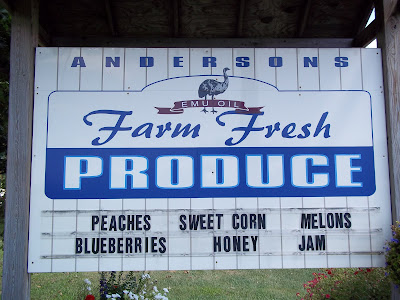 ANDERSONS
EMU OIL
Farm Fresh
PRODUCE
PEACHES SWEET CORN MELONS
BLUEBERRIES HONEY JAM